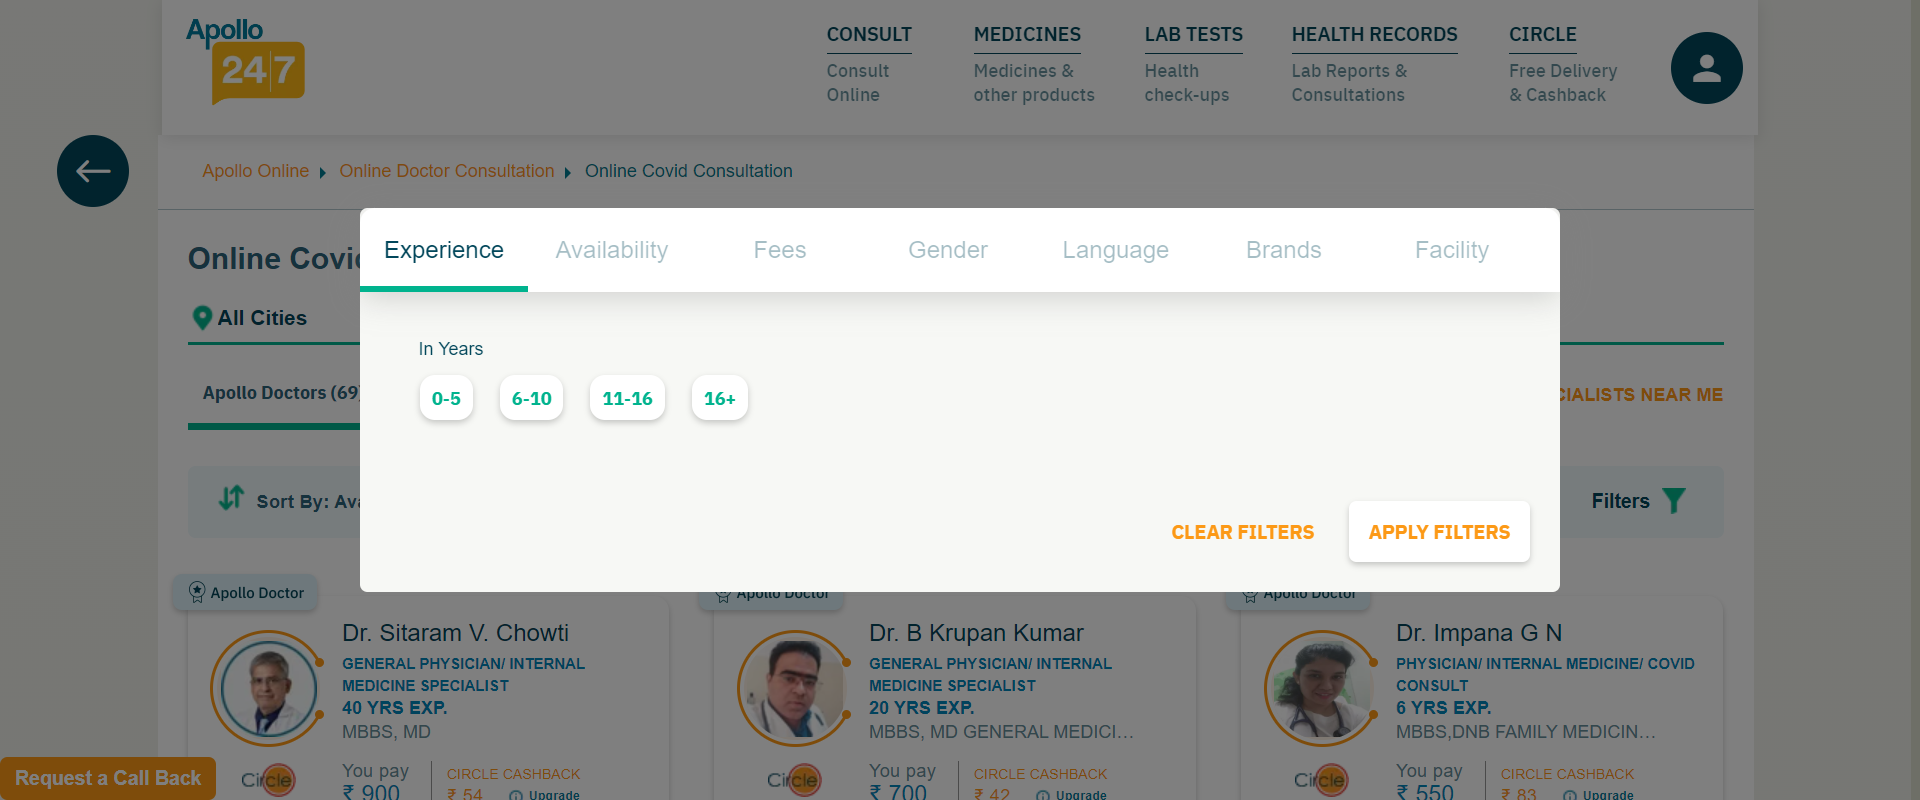 Apollo
24|7
CONSULT
Consult
Online
MEDICINES
Medicines &
other products
LAB TESTS
Health
check-ups
HEALTH RECORDS
Lab Reports &
Consultations
CIRCLE
Free Delivery
& Cashback
Apollo Online
Online Doctor Consultation
Online Covid Consultation
Online Covi
All Cities
Apollo Doctors (69
CIALISTS NEAR ME
Sort By: Ava
Filters
Experience
Availability
Fees
Gender
Language
Brands
Facility
In Years
0-5
6-10
11-16
16+
CLEAR FILTERS
APPLY FILTERS
Apollo Doctor
Dr. Sitaram V. Chowti
GENERAL PHYSICIAN/ INTERNAL
MEDICINE SPECIALIST
40 YRS EXP.
MBBS, MD
Circle
You pay
₹ 900
CIRCLE CASHBACK
₹ 54
Upgrade
Apollo Doctor
Dr. B Krupan Kumar
GENERAL PHYSICIAN/ INTERNAL
MEDICINE SPECIALIST
20 YRS EXP.
MBBS, MD GENERAL MEDICI...
Circle
You pay
₹ 700
CIRCLE CASHBACK
₹ 42
Upgrade
Apollo Doctor
Dr. Impana G N
PHYSICIAN/ INTERNAL MEDICINE/ COVID
CONSULT
6 YRS EXP.
MBBS,DNB FAMILY MEDICIN...
Circle
You pay
₹ 550
CIRCLE CASHBACK
₹ 83
Upgrade
Request a Call Back